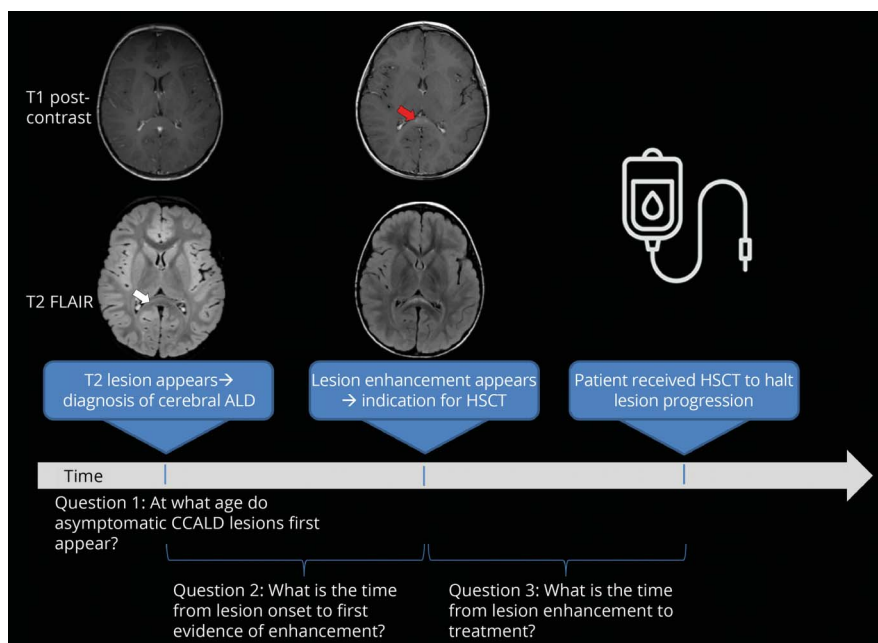 T1 post-
contrast
T2 FLAIR
T2 lesion appears→
diagnosis of cerebral ALD
Lesion enhancement appears
→ indication for HSCT
Patient received HSCT to halt
lesion progression
Time
Question 1: At what age do
asymptomatic CCALD lesions first
appear?
Question 2: What is the time
from lesion onset to first
evidence of enhancement?
Question 3: What is the time
from lesion enhancement to
treatment?